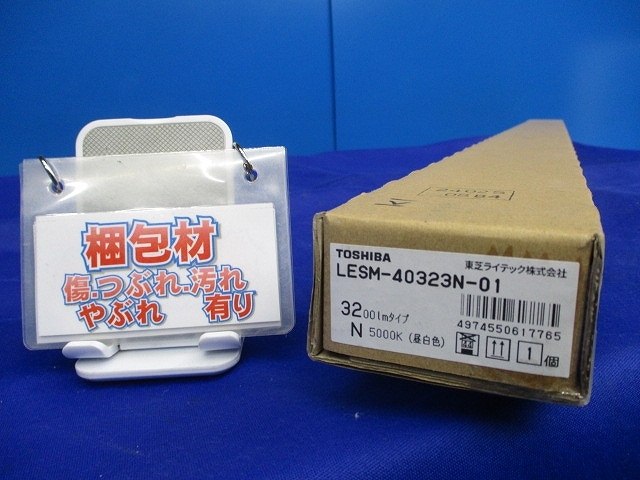 梱包材
傷.つぶれ.汚れ
やぶれ 有り
TOSHIBA 東芝ライテック株式会社
LESM-40323N-01
3200lmタイプ
N 5000K (昼白色)
4974550617765
1個